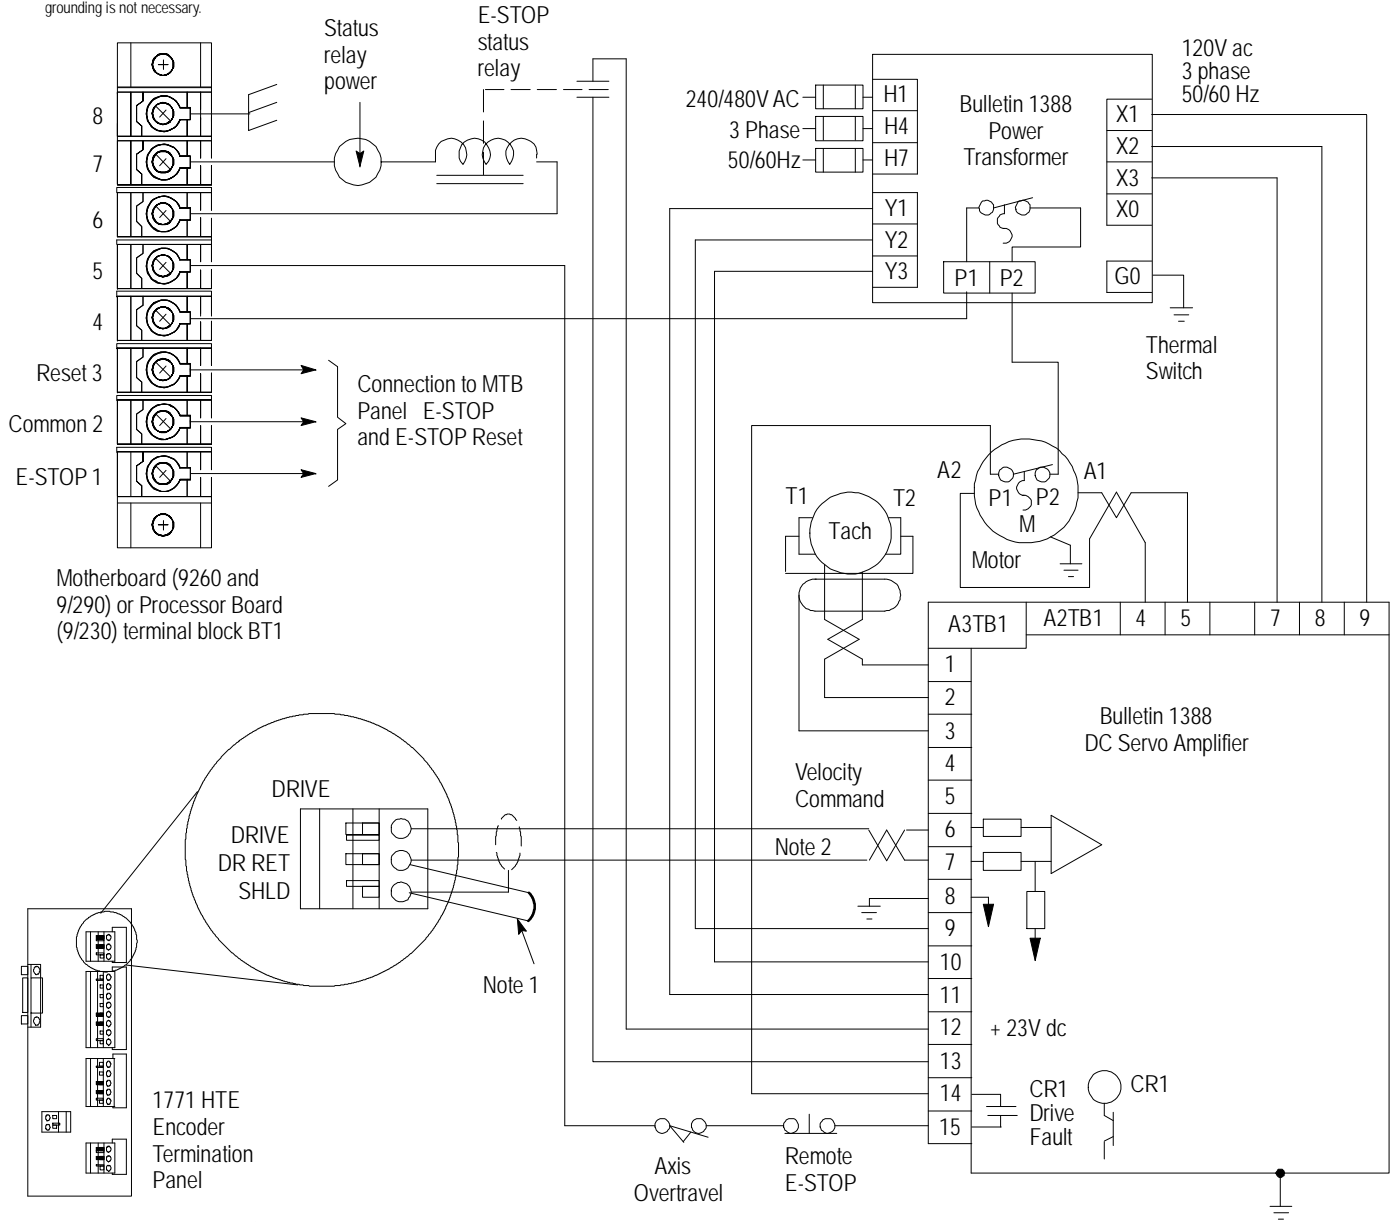 grounding is not necessary.
Status
relay
power
E-STOP
status
relay
8
7
6
5
4
Reset 3
Common 2
E-STOP 1
Connection to MTB
Panel E-STOP
and E-STOP Reset
Motherboard (9260 and
9/290) or Processor Board
(9/230) terminal block BT1
240/480V AC
3 Phase
50/60Hz
H1
H4
H7
Y1
Y2
Y3
Bulletin 1388
Power
Transformer
P1
P2
X1
X2
X3
X0
G0
120V ac
3 phase
50/60 Hz
Thermal
Switch
A2
A1
P1
P2
M
Motor
T1
T2
Tach
A3TB1
A2TB1
4
5
7
8
9
1
2
3
4
5
6
7
8
9
10
11
12
13
14
15
Bulletin 1388
DC Servo Amplifier
Velocity
Command
Note 2
DRIVE
DRIVE
DR RET
SHLD
Note 1
+ 23V dc
CR1
Drive
Fault
CR1
1771 HTE
Encoder
Termination
Panel
Axis
Overtravel
Remote
E-STOP